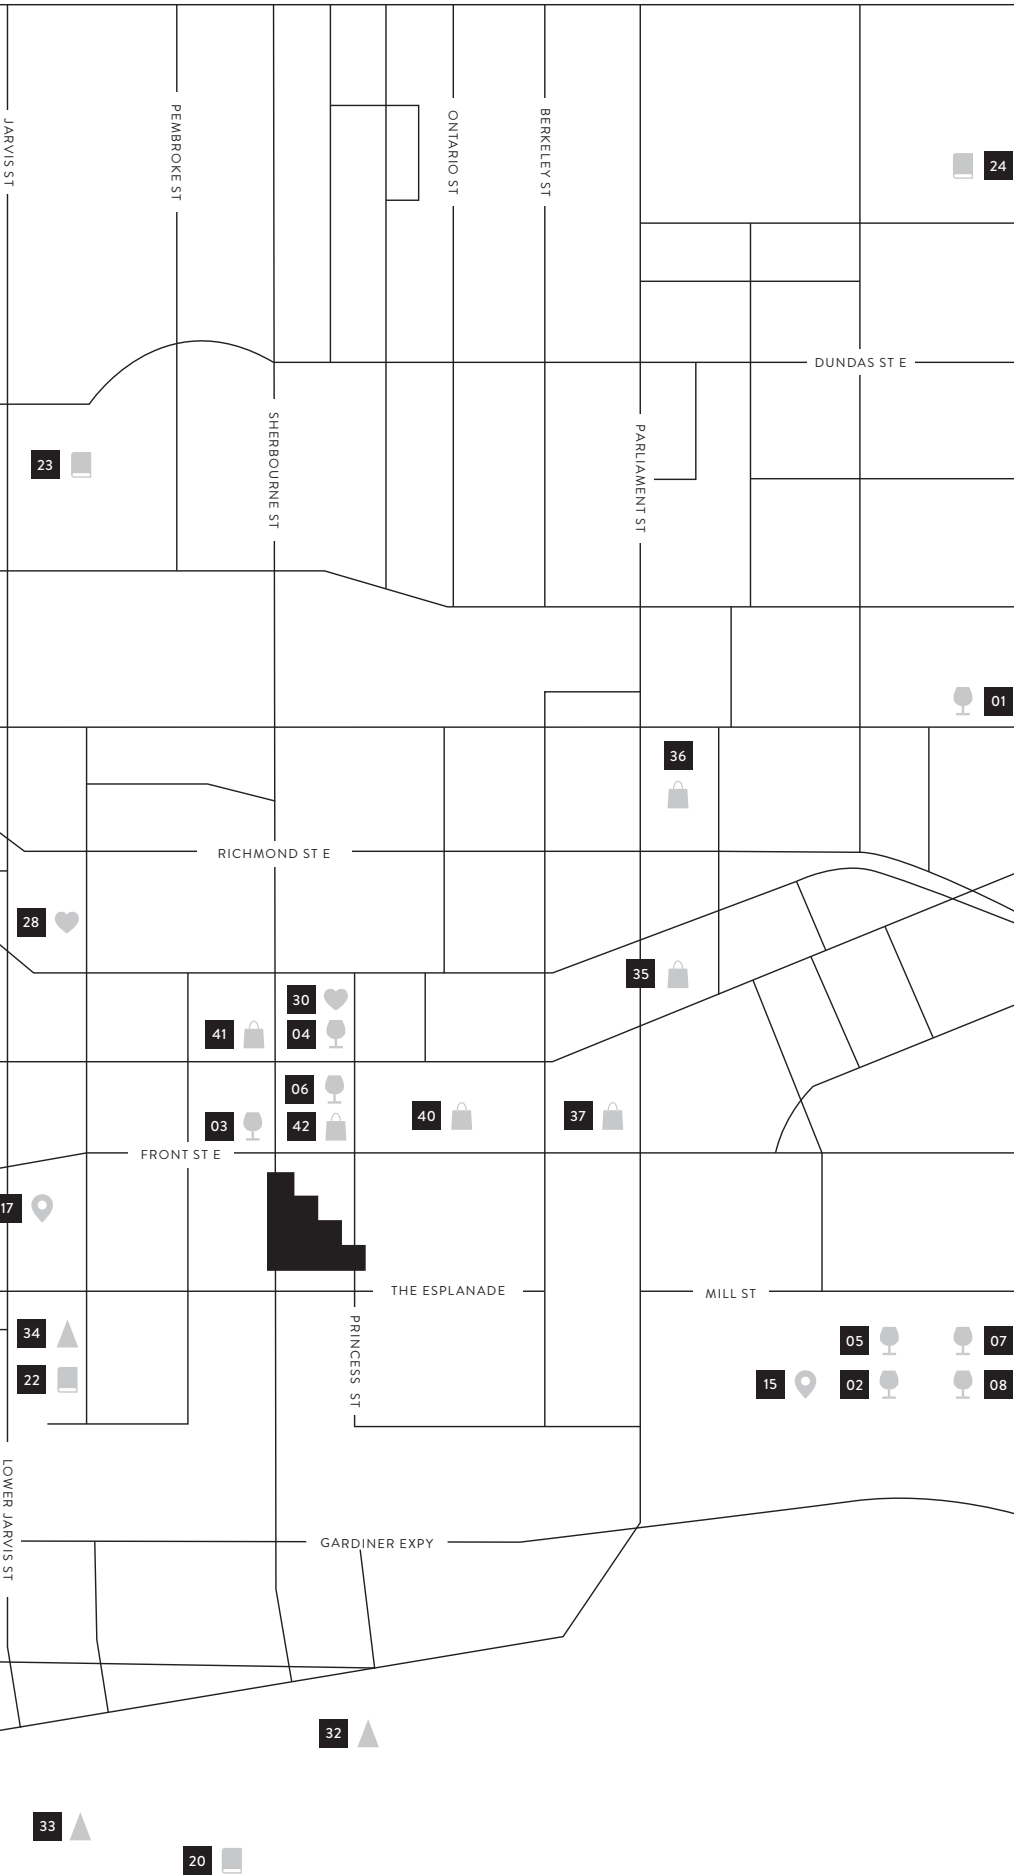 JARVIS ST
PEMBROKE ST
ONTARIO ST
BERKELEY ST
24
DUNDAS ST E
SHERBOURNE ST
PARLIAMENT ST
23
01
36
RICHMOND ST E
28
35
30
41
04
06
03
42
40
37
FRONT ST E
17
THE ESPLANADE
MILL ST
PRINCESS ST
34
05
07
22
15
02
08
LOWER JARVIS ST
GARDINER EXPY
32
33
20